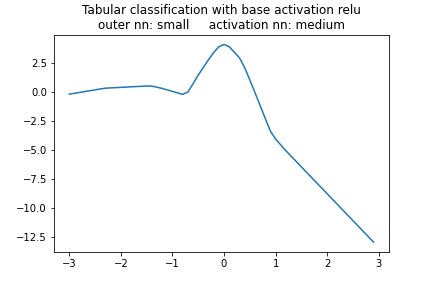 Tabular classification with base activation relu
outer nn: small     activation nn: medium
2.5
0.0
−2.5
−5.0
−7.5
−10.0
−12.5
−3 −2 −1 0 1 2 3